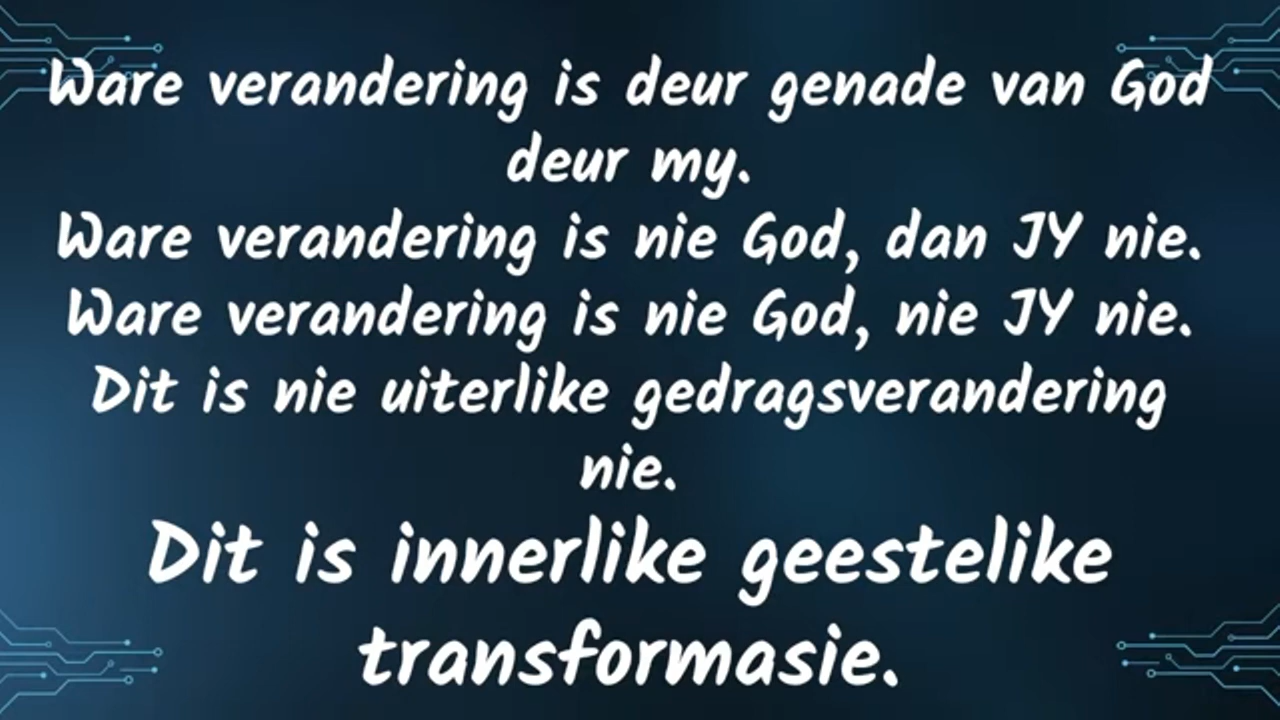 Ware verandering is deur genade van God
deur my.
Ware verandering is nie God, dan JY nie.
Ware verandering is nie God, nie JY nie.
Dit is nie uiterlike gedragsverandering
nie.
Dit is innerlike geestelike
transformasie.